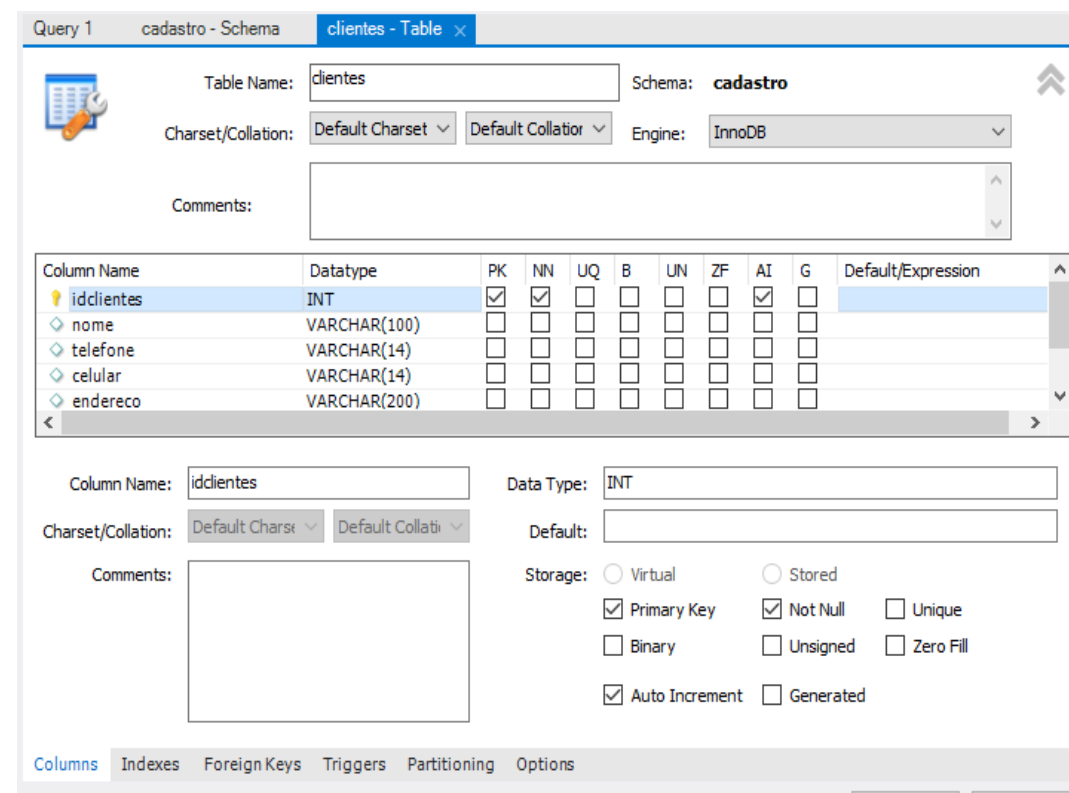 Query 1 cadastro - Schema clientes - Table
Table Name: clientes Schema: cadastro
Charset/Collation: Default Charset Default Collation Engine: InnoDB
Comments:
Column Name Datatype PK NN UQ B UN ZF AI G Default/Expression
idclientes INT
nome VARCHAR(100)
telefone VARCHAR(14)
celular VARCHAR(14)
endereco VARCHAR(200)
Column Name: idclientes Data Type: INT
Charset/Collation: Default Charse Default Collati Default:
Comments: Storage: Virtual Stored
Primary Key Not Null Unique
Binary Unsigned Zero Fill
Auto Increment Generated
Columns Indexes Foreign Keys Triggers Partitioning Options